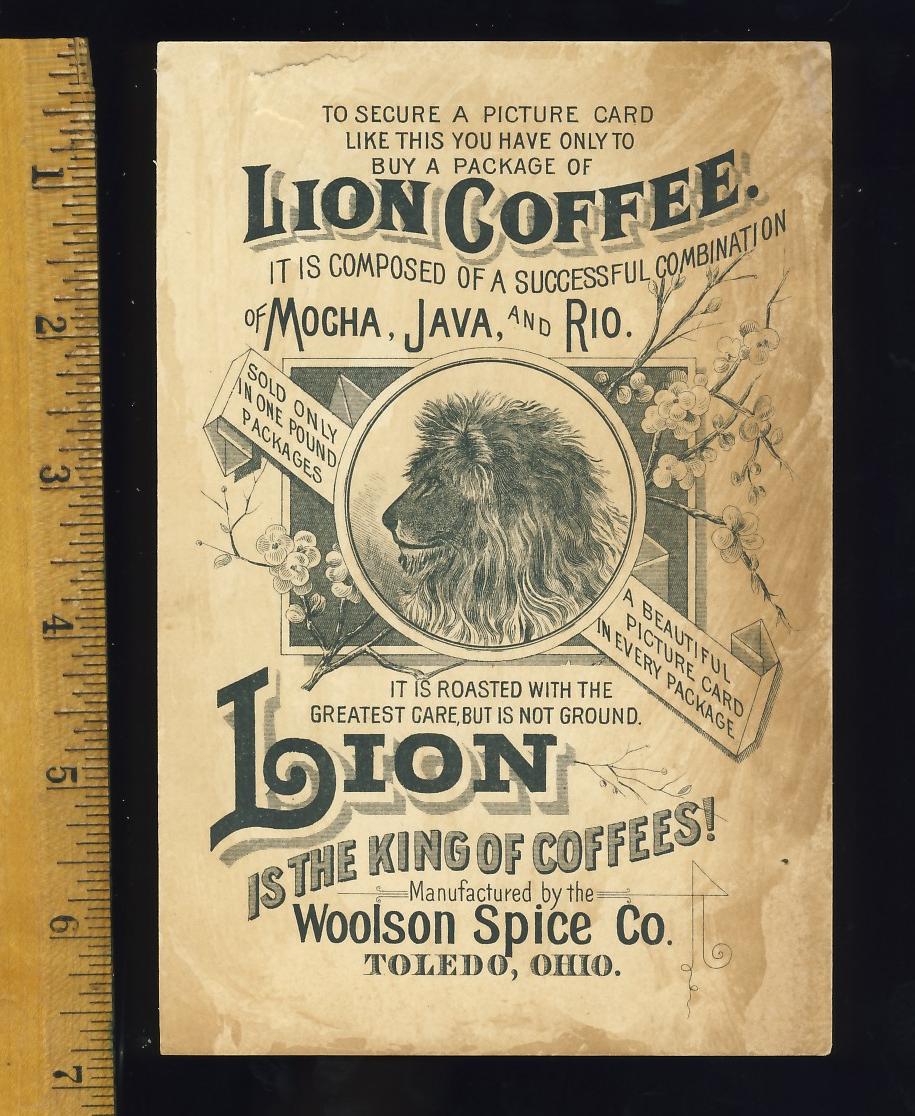 TO SECURE A PICTURE CARD
LIKE THIS YOU HAVE ONLY TO
BUY A PACKAGE OF
LION COFFEE.
IT IS COMPOSED OF A SUCCESSFUL COMBINATION
OF MOCHA, JAVA, AND RIO.
SOLD ONLY
IN ONE POUND
PACKAGES
A BEAUTIFUL
PICTURE CARD
IN EVERY PACKAGE
IT IS ROASTED WITH THE
GREATEST CARE, BUT IS NOT GROUND.
LION
IS THE KING OF COFFEES!
Manufactured by the
Woolson Spice Co.
TOLEDO, OHIO.
1
2
3
4
5
6
7